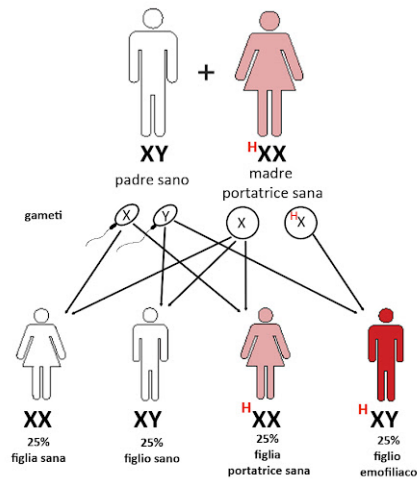 +
XY
HXX
padre sano
madre
portatrice sana
gameti
X
Y
X
HX
XX
XY
HXX
HXY
25%
figlia sana
25%
figlio sano
25%
figlia
portatrice sana
25%
figlio
emofiliaco